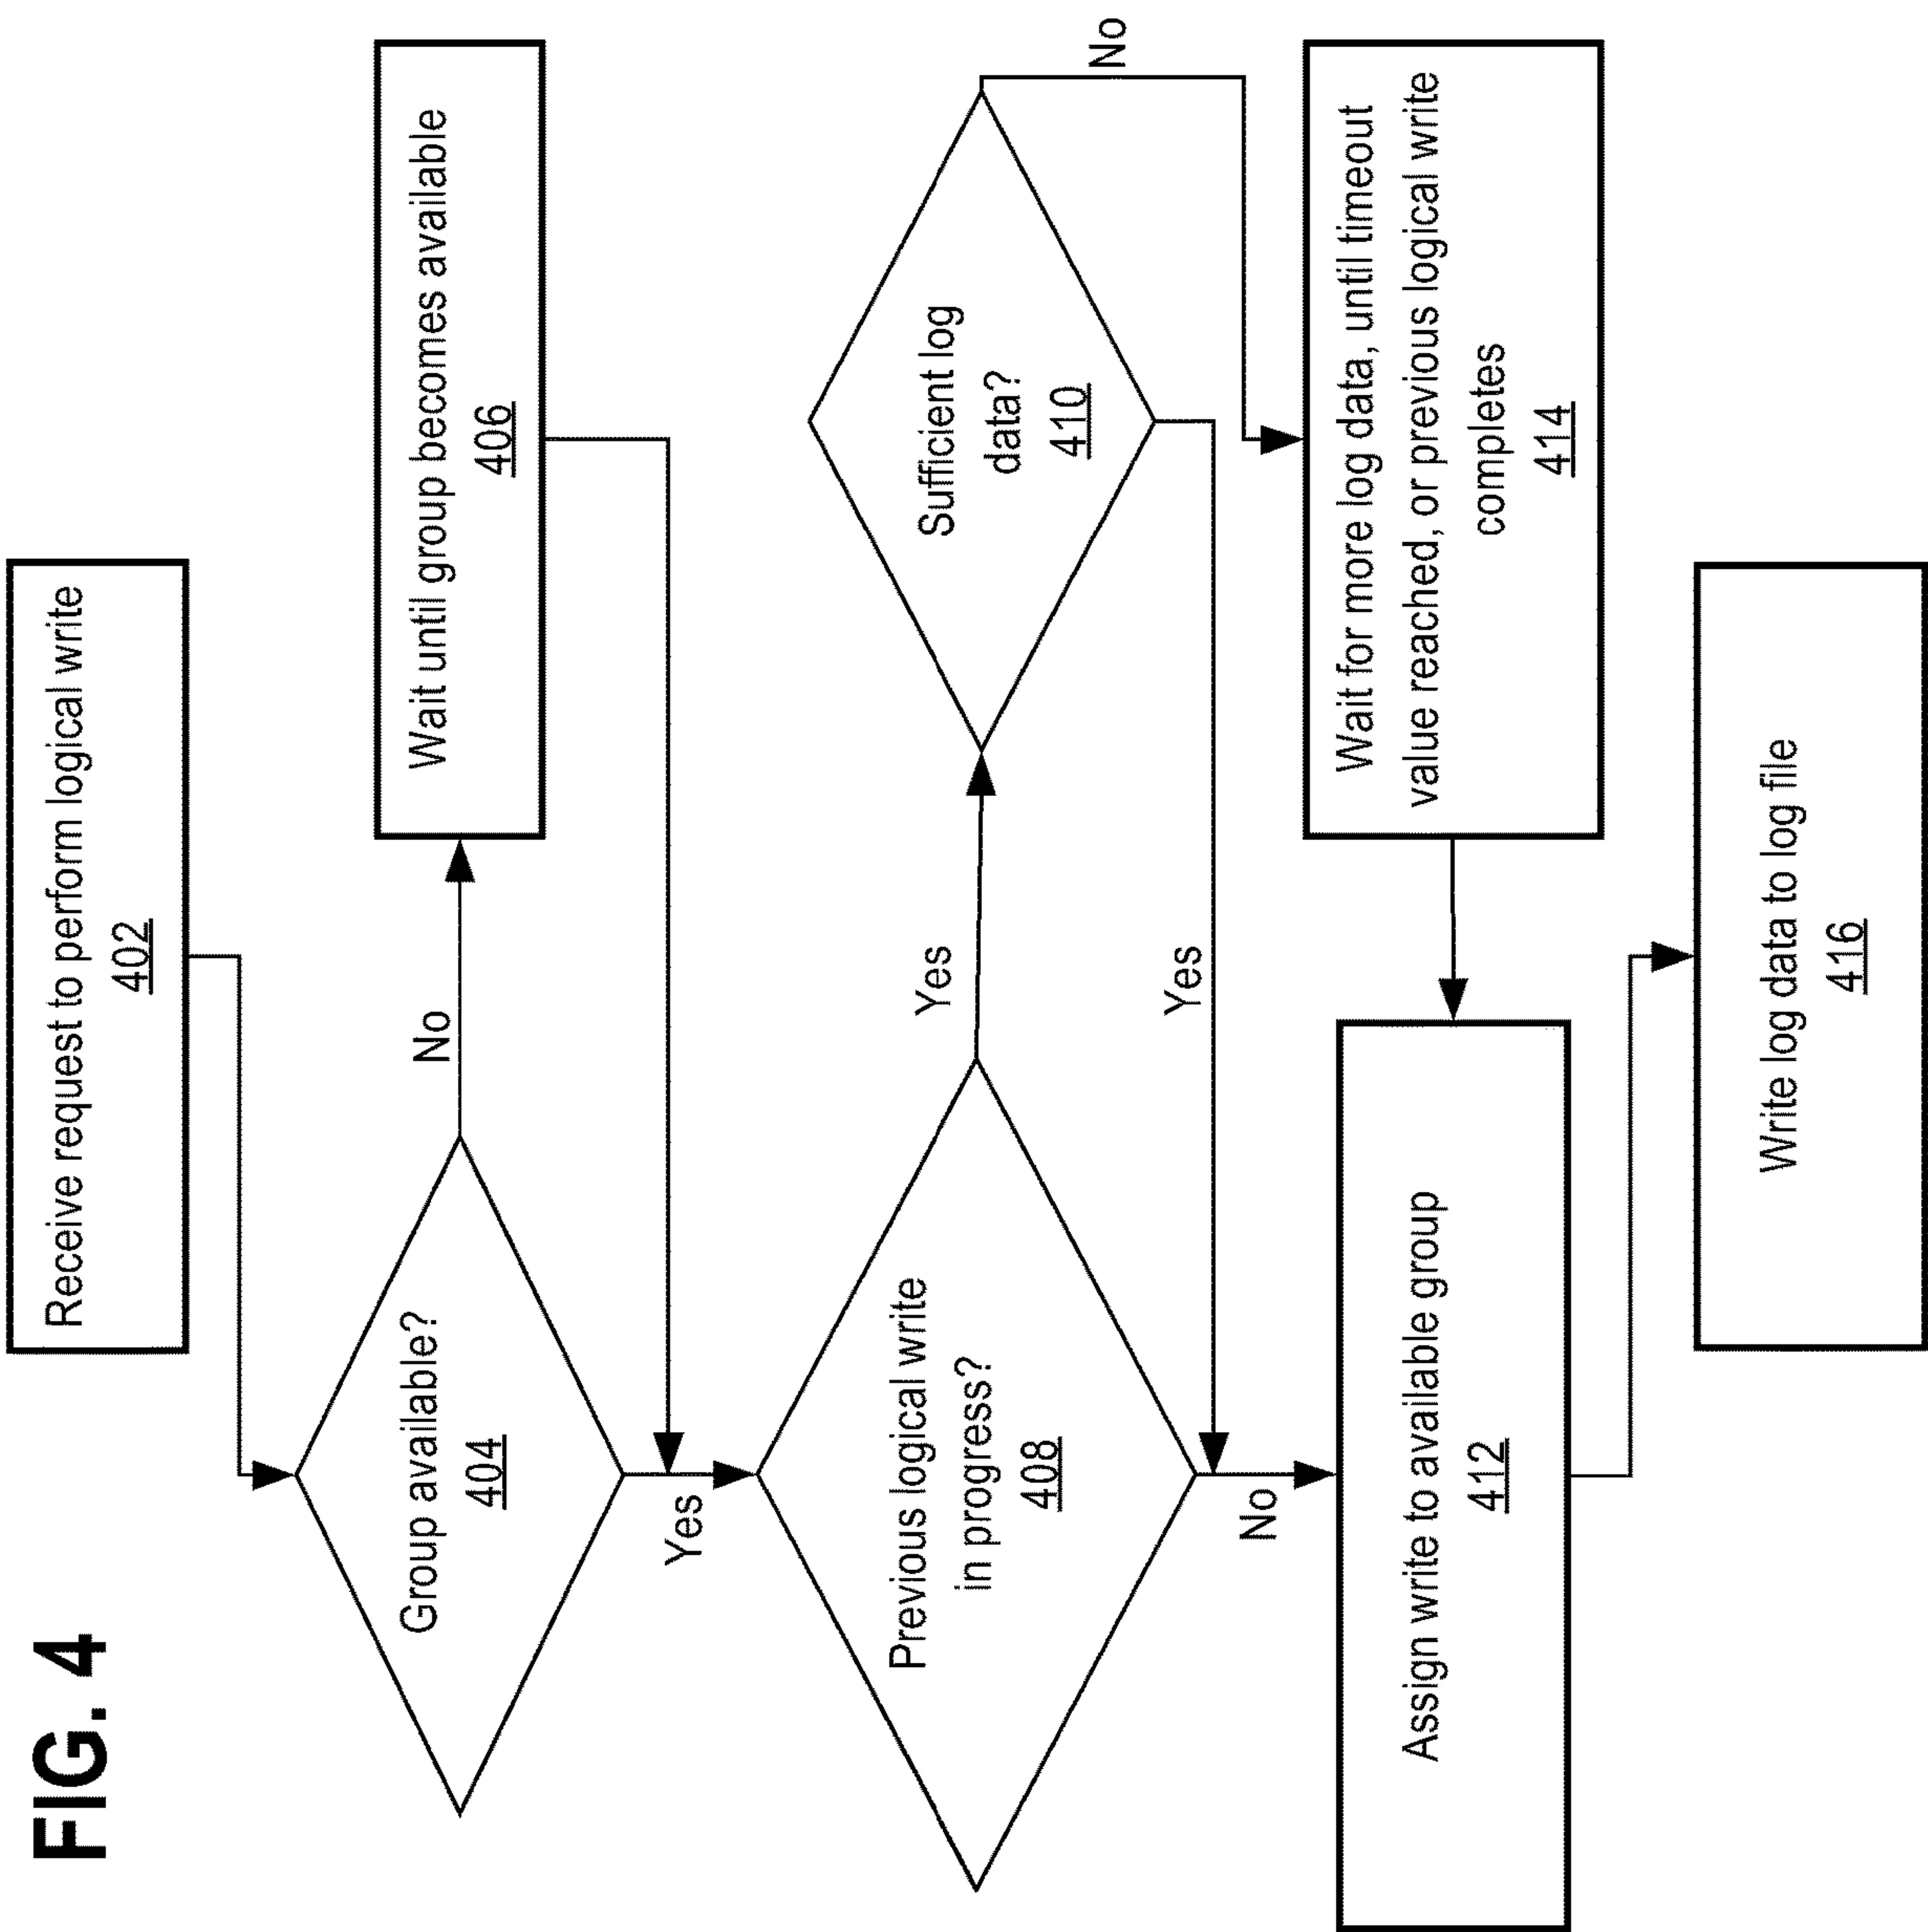 FIG. 4
Receive request to perform logical write
402
Group available?
404
No
Wait until group becomes available
406
Yes
Previous logical write
in progress?
408
Yes
Sufficient log
data?
410
No
Yes
No
Assign write to available group
412
Wait for more log data, until timeout
value reached, or previous logical write
completes
414
Write log data to log file
416